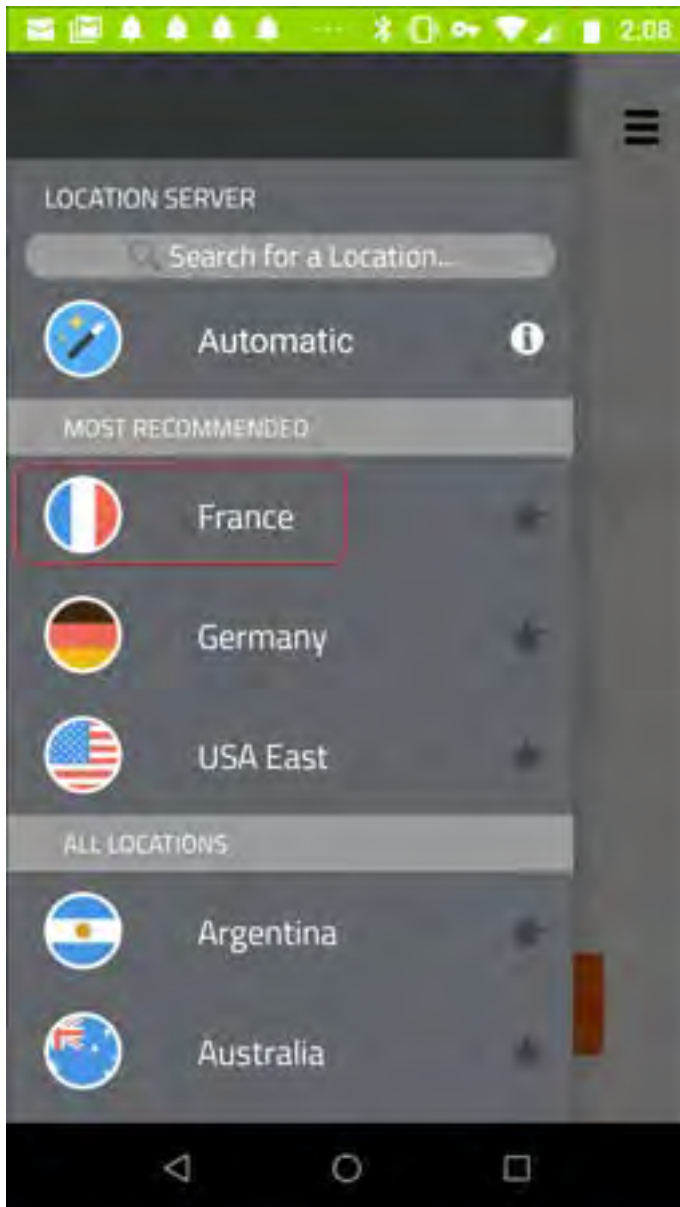 2:08
LOCATION SERVER
Search for a Location...
Automatic
MOST RECOMMENDED
France
Germany
USA East
ALL LOCATIONS
Argentina
Australia